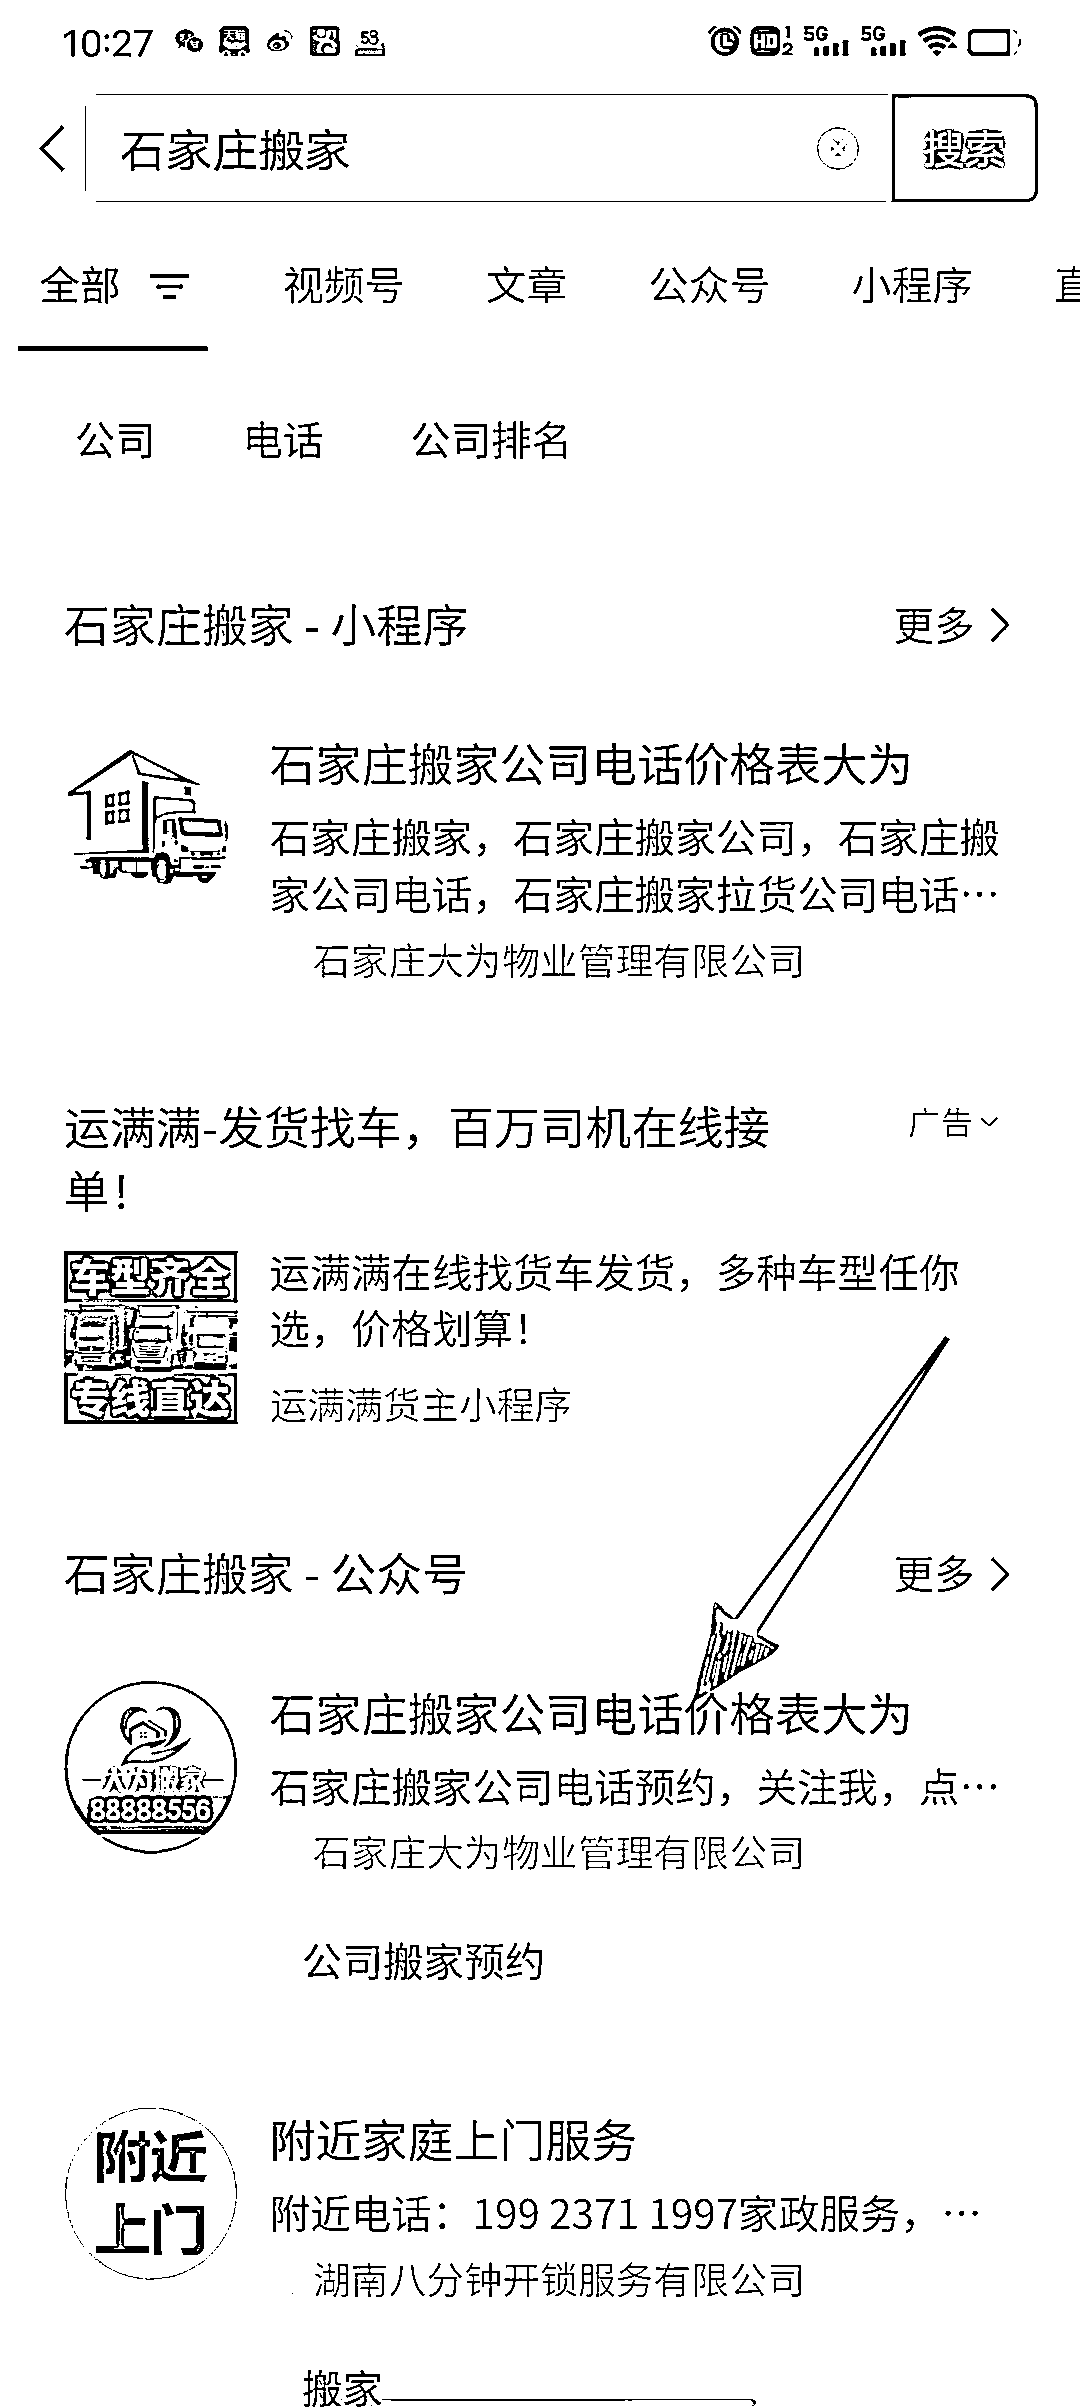 10:27
53
HD 1 2 5G 5G
石家庄搬家
搜索
全部 视频号 文章 公众号 小程序
公司 电话 公司排名
石家庄搬家 - 小程序 更多
石家庄搬家公司电话价格表大为
石家庄搬家，石家庄搬家公司，石家庄搬
家公司电话，石家庄搬家拉货公司电话…
石家庄大为物业管理有限公司
运满满-发货找车，百万司机在线接 广告
单！
车型齐全
专线直达
运满满在线找货车发货，多种车型任你
选，价格划算！
运满满货主小程序
石家庄搬家 - 公众号 更多
大为搬家
88888556
石家庄搬家公司电话价格表大为
石家庄搬家公司电话预约，关注我，点…
石家庄大为物业管理有限公司
公司搬家预约
附近
上门
附近家庭上门服务
附近电话：199 2371 1997家政服务，…
湖南八分钟开锁服务有限公司
搬家